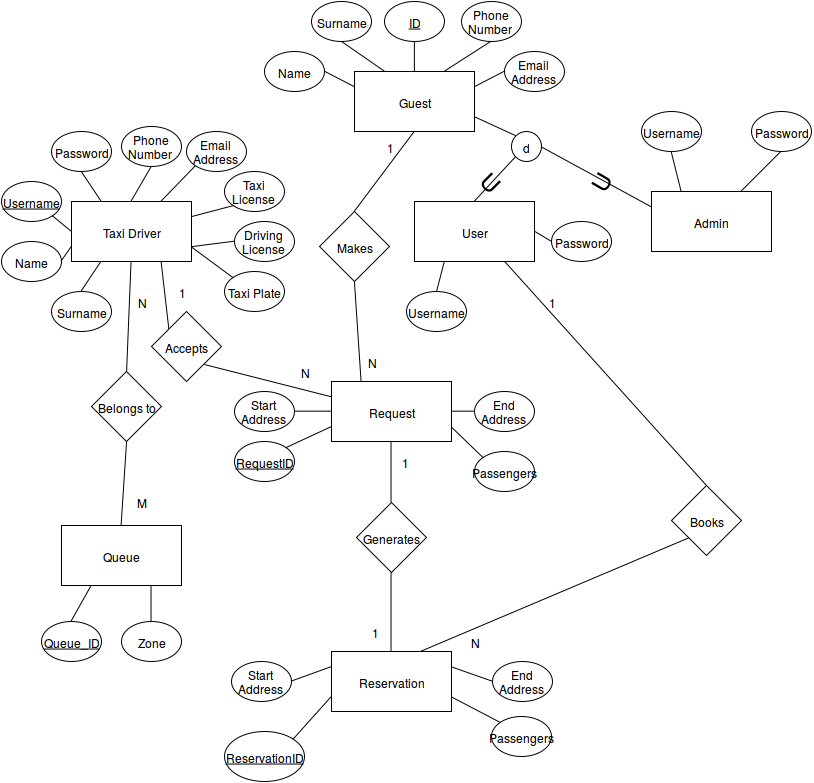 Surname
ID
Phone
Number
Name
Email
Address
Guest
Password
Phone
Number
Email
Address
1
d
Username
Password
Username
Taxi
License
Taxi Driver
Makes
User
Password
Admin
Name
Driving
License
Surname
Taxi Plate
N
1
Username
1
Accepts
N
N
Belongs to
Start
Address
Request
End
Address
RequestID
1
Passengers
M
Books
Generates
Queue
Queue_ID
Zone
1
N
Start
Address
Reservation
End
Address
Passengers
ReservationID